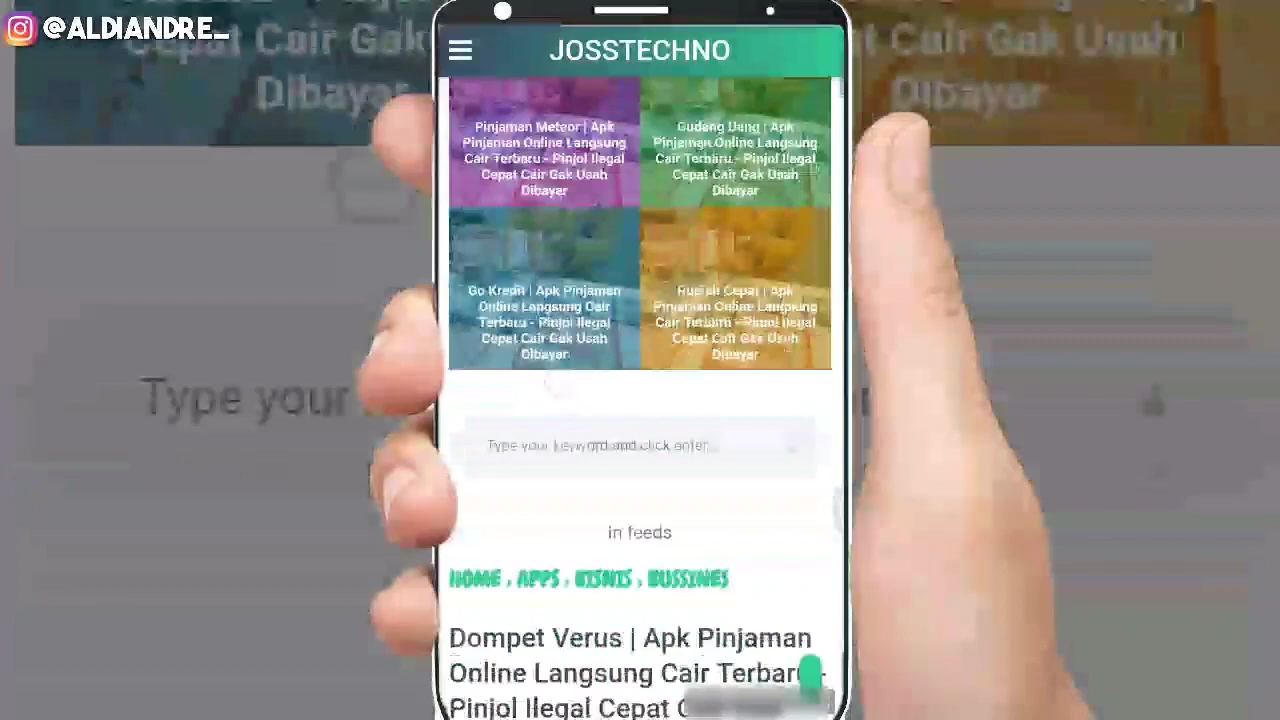 @ALDIANDRE_
Cepat Cair Gak
Dibayar
t Cair Gak Usah
Dibayar
JOSSTECHNO
Pinjaman Meteor | Apk
Pinjaman Online Langsung
Cair Terbaru - Pinjol Ilegal
Cepat Cair Gak Usah
Dibayar
Gudang Uang | Apk
Pinjaman Online Langsung
Cair Terbaru - Pinjol Ilegal
Cepat Cair Gak Usah
Dibayar
Go Kredit | Apk Pinjaman
Online Langsung Cair
Terbaru - Pinjol Ilegal
Cepat Cair Gak Usah
Dibayar
Rupiah Cepat | Apk
Pinjaman Online Langsung
Cair Terbaru - Pinjol Ilegal
Cepat Cair Gak Usah
Dibayar
Type your
Type your keyword and click enter...
in feeds
HOME . APPS . BISNIS . BUSSINES
Dompet Verus | Apk Pinjaman
Online Langsung Cair Terbaru -
Pinjol Ilegal Cepat